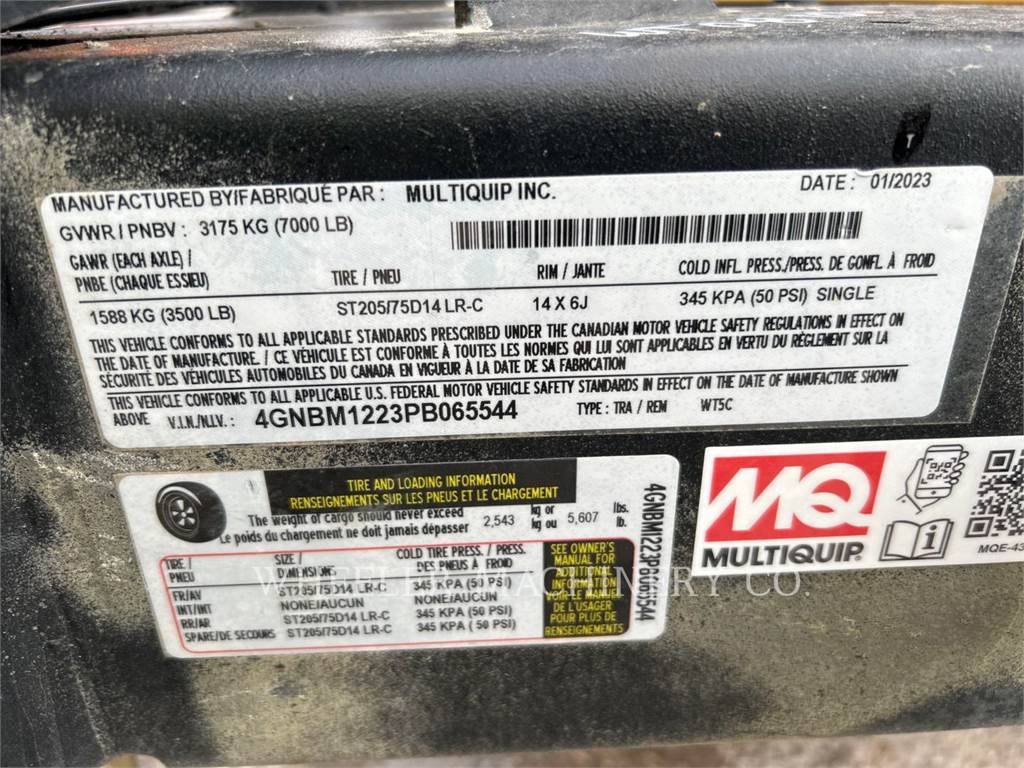 MANUFACTURED BY/FABRIQUÉ PAR : MULTIQUIP INC. DATE : 01/2023
GVWR / PNBV : 3175 KG (7000 LB)
GAWR (EACH AXLE) /
PNBE (CHAQUE ESSIEU) TIRE / PNEU RIM / JANTE COLD INFL. PRESS./PRESS. DE GONFL. À FROID
1588 KG (3500 LB) ST205/75D14 LR-C 14 X 6J 345 KPA (50 PSI) SINGLE
THIS VEHICLE CONFORMS TO ALL APPLICABLE STANDARDS PRESCRIBED UNDER THE CANADIAN MOTOR VEHICLE SAFETY REGULATIONS IN EFFECT ON
THE DATE OF MANUFACTURE. / CE VÉHICULE EST CONFORME À TOUTES LES NORMES QUI LUI SONT APPLICABLES EN VERTU DU RÈGLEMENT SUR LA
SÉCURITÉ DES VÉHICULES AUTOMOBILES DU CANADA EN VIGUEUR À LA DATE DE SA FABRICATION
THIS VEHICLE CONFORMS TO ALL APPLICABLE U.S. FEDERAL MOTOR VEHICLE SAFETY STANDARDS IN EFFECT ON THE DATE OF MANUFACTURE SHOWN
ABOVE V.I.N./N.I.V. : 4GNBM1223PB065544 TYPE : TRA / REM WT5C
TIRE AND LOADING INFORMATION
RENSEIGNEMENTS SUR LES PNEUS ET LE CHARGEMENT
The weight of cargo should never exceed 2,543 kg or 5,607 lbs.
Le poids du chargement ne doit jamais dépasser kg ou lb.
TIRE / SIZE / COLD TIRE PRESS. / PRESS.
PNEU DIMENSIONS DES PNEUS À FROID
FR/AV ST205/75D14 LR-C 345 KPA (50 PSI)
INT/INT NONE/AUCUN NONE/AUCUN
RR/AR ST205/75D14 LR-C 345 KPA (50 PSI)
SPARE/DE SECOURS ST205/75D14 LR-C 345 KPA ( 50 PSI)
SEE OWNER'S
MANUAL FOR
ADDITIONAL
INFORMATION
VOIR LE MANUEL
DE L'USAGER
POUR PLUS DE
RENSEIGNEMENTS
4GNBM1223PB065544
MQ
MULTIQUIP
MQE-43
WHEELER MACHINERY CO.